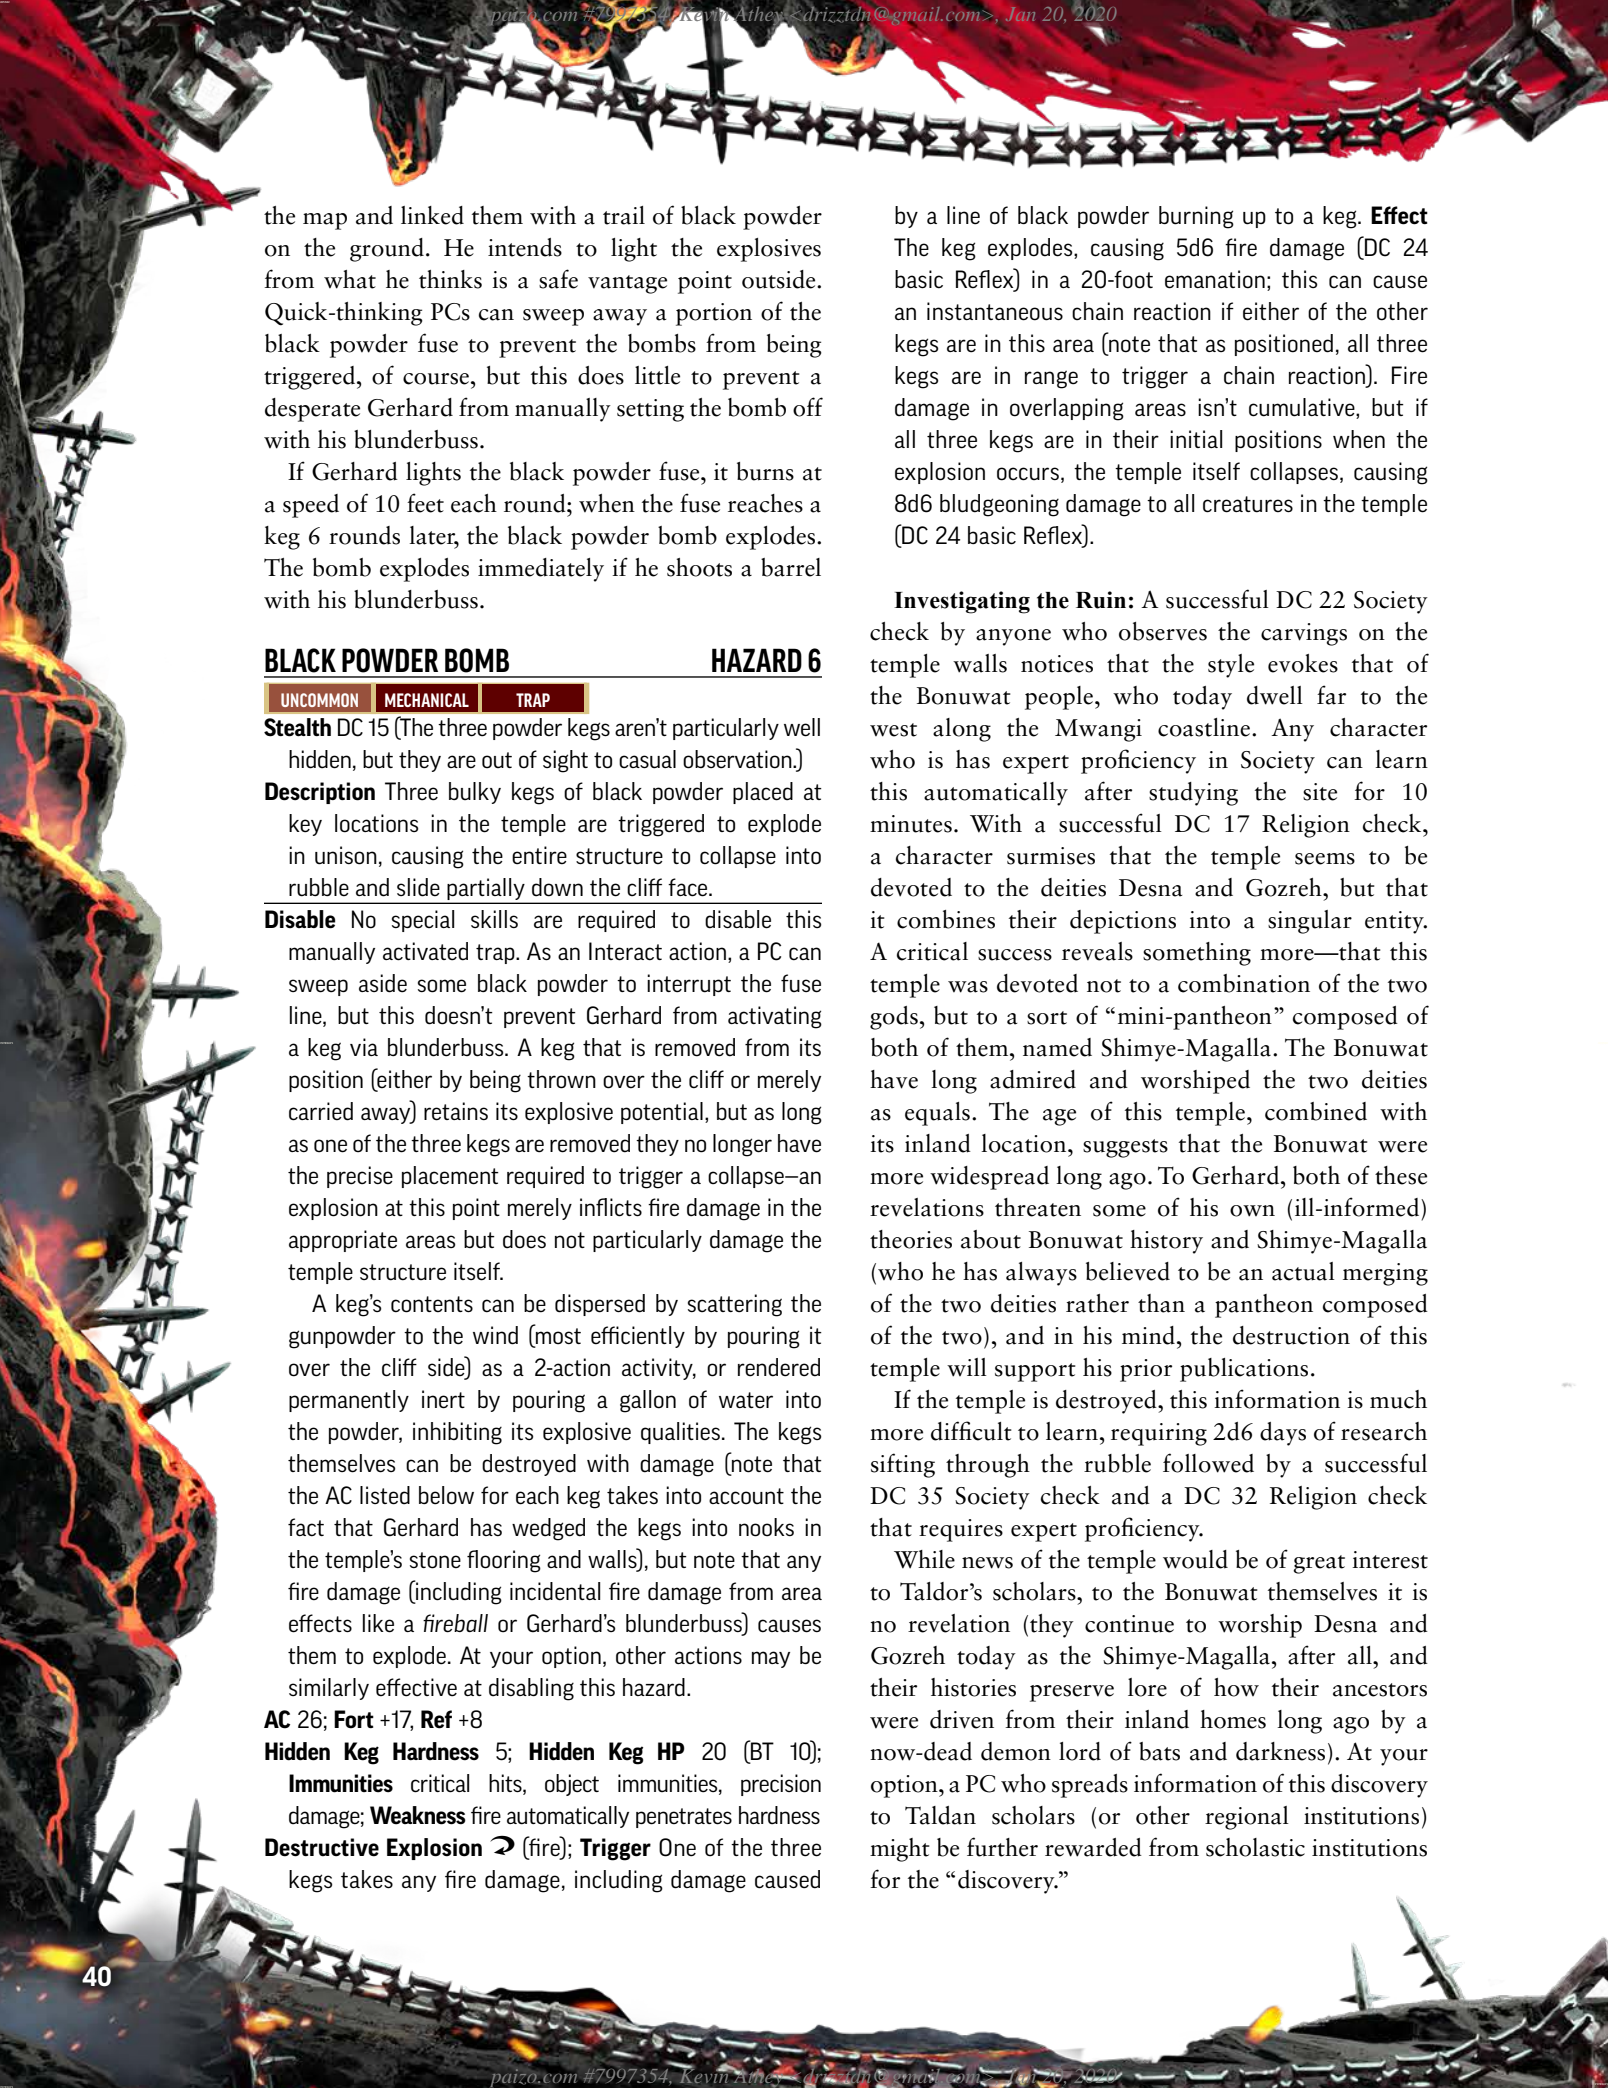 paizo.com #7997354, Kevin Athey <drizztdn@gmail.com>, Jan 20, 2020
the map and linked them with a trail of black powder
on the ground. He intends to light the explosives
from what he thinks is a safe vantage point outside.
Quick-thinking PCs can sweep away a portion of the
black powder fuse to prevent the bombs from being
triggered, of course, but this does little to prevent a
desperate Gerhard from manually setting the bomb off
with his blunderbuss.
If Gerhard lights the black powder fuse, it burns at
a speed of 10 feet each round; when the fuse reaches a
keg 6 rounds later, the black powder bomb explodes.
The bomb explodes immediately if he shoots a barrel
with his blunderbuss.
BLACK POWDER BOMB HAZARD 6
UNCOMMON MECHANICAL TRAP
Stealth DC 15 (The three powder kegs aren't particularly well
hidden, but they are out of sight to casual observation.)
Description Three bulky kegs of black powder placed at
key locations in the temple are triggered to explode
in unison, causing the entire structure to collapse into
rubble and slide partially down the cliff face.
Disable No special skills are required to disable this
manually activated trap. As an Interact action, a PC can
sweep aside some black powder to interrupt the fuse
line, but this doesn't prevent Gerhard from activating
a keg via blunderbuss. A keg that is removed from its
position (either by being thrown over the cliff or merely
carried away) retains its explosive potential, but as long
as one of the three kegs are removed they no longer have
the precise placement required to trigger a collapse—an
explosion at this point merely inflicts fire damage in the
appropriate areas but does not particularly damage the
temple structure itself.
A keg's contents can be dispersed by scattering the
gunpowder to the wind (most efficiently by pouring it
over the cliff side) as a 2-action activity, or rendered
permanently inert by pouring a gallon of water into
the powder, inhibiting its explosive qualities. The kegs
themselves can be destroyed with damage (note that
the AC listed below for each keg takes into account the
fact that Gerhard has wedged the kegs into nooks in
the temple's stone flooring and walls), but note that any
fire damage (including incidental fire damage from area
effects like a fireball or Gerhard's blunderbuss) causes
them to explode. At your option, other actions may be
similarly effective at disabling this hazard.
AC 26; Fort +17, Ref +8
Hidden Keg Hardness 5; Hidden Keg HP 20 (BT 10);
Immunities critical hits, object immunities, precision
damage; Weakness fire automatically penetrates hardness
Destructive Explosion (fire); Trigger One of the three
kegs takes any fire damage, including damage caused
by a line of black powder burning up to a keg. Effect
The keg explodes, causing 5d6 fire damage (DC 24
basic Reflex) in a 20-foot emanation; this can cause
an instantaneous chain reaction if either of the other
kegs are in this area (note that as positioned, all three
kegs are in range to trigger a chain reaction). Fire
damage in overlapping areas isn't cumulative, but if
all three kegs are in their initial positions when the
explosion occurs, the temple itself collapses, causing
8d6 bludgeoning damage to all creatures in the temple
(DC 24 basic Reflex).
Investigating the Ruin: A successful DC 22 Society
check by anyone who observes the carvings on the
temple walls notices that the style evokes that of
the Bonuwat people, who today dwell far to the
west along the Mwangi coastline. Any character
who is has expert proficiency in Society can learn
this automatically after studying the site for 10
minutes. With a successful DC 17 Religion check,
a character surmises that the temple seems to be
devoted to the deities Desna and Gozreh, but that
it combines their depictions into a singular entity.
A critical success reveals something more—that this
temple was devoted not to a combination of the two
gods, but to a sort of “mini-pantheon” composed of
both of them, named Shimye-Magalla. The Bonuwat
have long admired and worshiped the two deities
as equals. The age of this temple, combined with
its inland location, suggests that the Bonuwat were
more widespread long ago. To Gerhard, both of these
revelations threaten some of his own (ill-informed)
theories about Bonuwat history and Shimye-Magalla
(who he has always believed to be an actual merging
of the two deities rather than a pantheon composed
of the two), and in his mind, the destruction of this
temple will support his prior publications.
If the temple is destroyed, this information is much
more difficult to learn, requiring 2d6 days of research
sifting through the rubble followed by a successful
DC 35 Society check and a DC 32 Religion check
that requires expert proficiency.
While news of the temple would be of great interest
to Taldor's scholars, to the Bonuwat themselves it is
no revelation (they continue to worship Desna and
Gozreh today as the Shimye-Magalla, after all, and
their histories preserve lore of how their ancestors
were driven from their inland homes long ago by a
now-dead demon lord of bats and darkness). At your
option, a PC who spreads information of this discovery
to Taldan scholars (or other regional institutions)
might be further rewarded from scholastic institutions
for the “discovery.”
40
paizo.com #7997354, Kevin Athey <drizztdn@gmail.com>, Jan 20, 2020